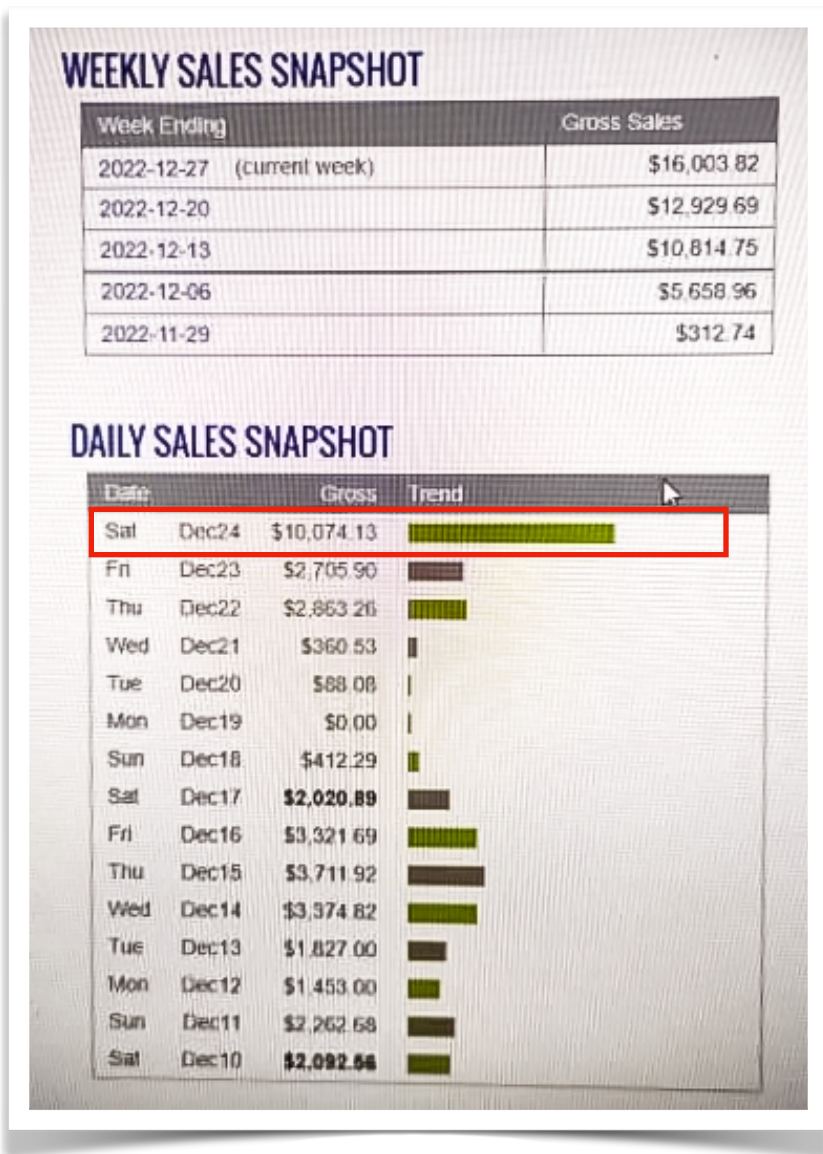 WEEKLY SALES SNAPSHOT
Week Ending Gross Sales
2022-12-27 (current week) $16,003.82
2022-12-20 $12,929.69
2022-12-13 $10,814.75
2022-12-06 $5,658.96
2022-11-29 $312.74
DAILY SALES SNAPSHOT
Date Gross Trend
Sat Dec24 $10,074.13
Fri Dec23 $2,705.90
Thu Dec22 $2,863.26
Wed Dec21 $360.53
Tue Dec20 $88.08
Mon Dec19 $0.00
Sun Dec18 $412.29
Sat Dec17 $2,020.89
Fri Dec16 $3,321.69
Thu Dec15 $3,711.92
Wed Dec14 $3,374.82
Tue Dec13 $1,827.00
Mon Dec12 $1,453.00
Sun Dec11 $2,262.68
Sat Dec10 $2,092.56